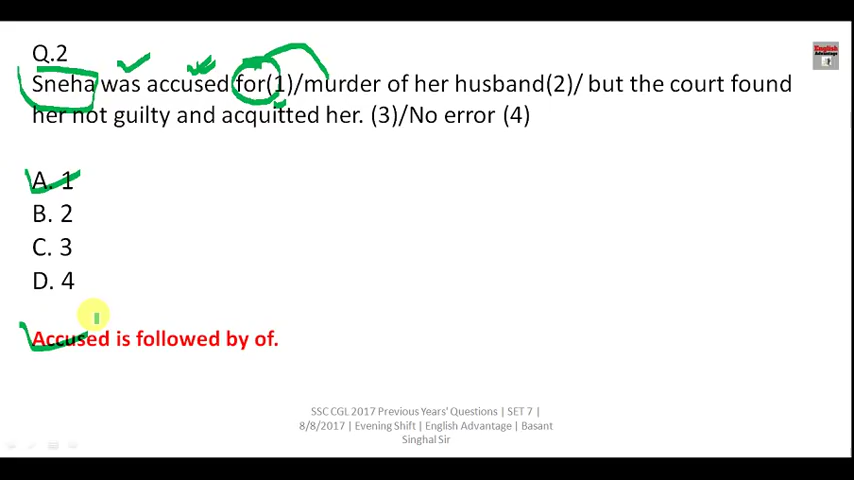 English
Advantage
Q.2
Sneha was accused for(1)/murder of her husband(2)/ but the court found
her not guilty and acquitted her. (3)/No error (4)
A. 1
B. 2
C. 3
D. 4
Accused is followed by of.
SSC CGL 2017 Previous Years' Questions | SET 7 |
8/8/2017 | Evening Shift | English Advantage | Basant
Singhal Sir